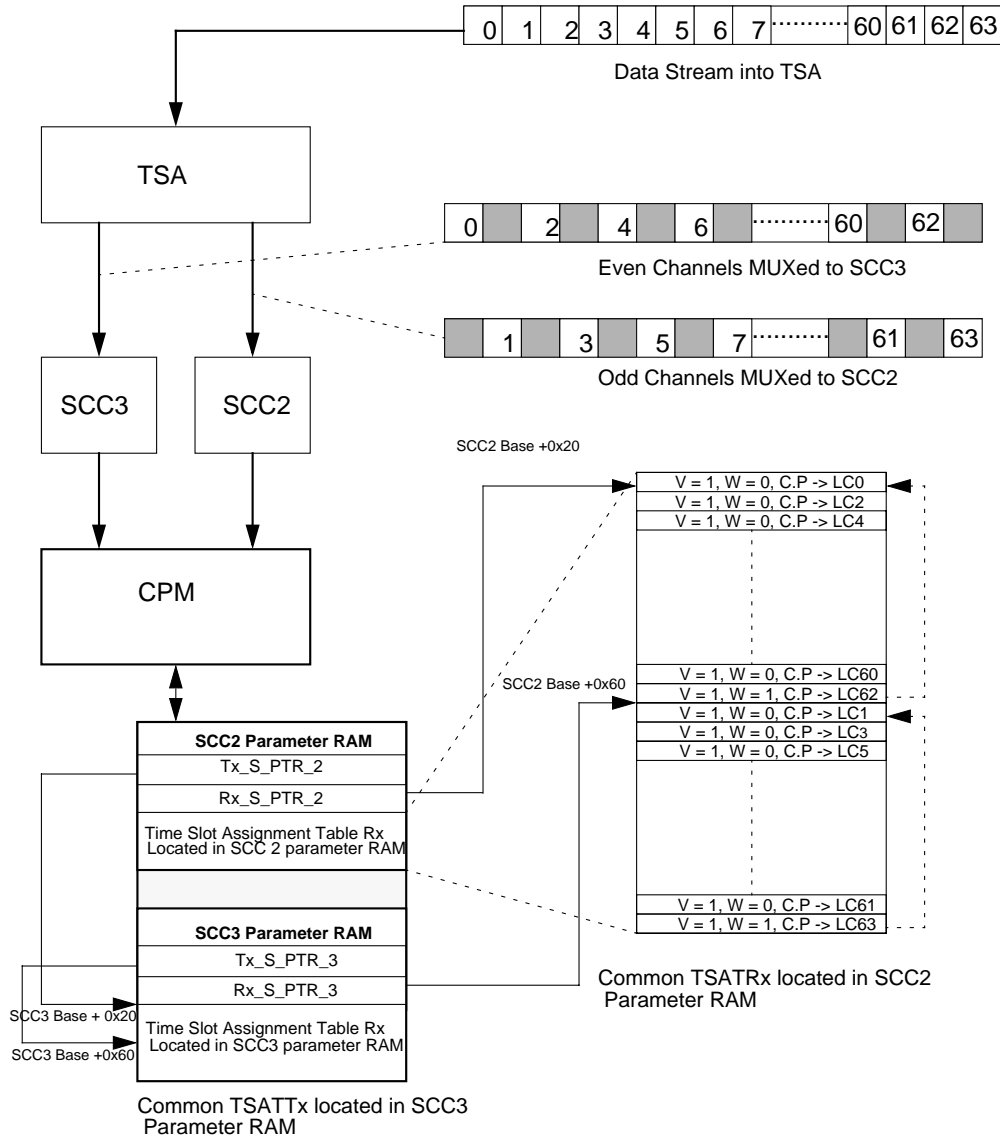 0 1 2 3 4 5 6 7 60 61 62 63
Data Stream into TSA
TSA
0 2 4 6 60 62
Even Channels MUXed to SCC3
1 3 5 7 61 63
Odd Channels MUXed to SCC2
SCC3
SCC2
CPM
SCC2 Base +0x20
V = 1, W = 0, C.P -> LC0
V = 1, W = 0, C.P -> LC2
V = 1, W = 0, C.P -> LC4
SCC2 Base +0x60
V = 1, W = 0, C.P -> LC60
V = 1, W = 1, C.P -> LC62
V = 1, W = 0, C.P -> LC1
V = 1, W = 0, C.P -> LC3
V = 1, W = 0, C.P -> LC5
V = 1, W = 0, C.P -> LC61
V = 1, W = 1, C.P -> LC63
Common TSATRx located in SCC2
Parameter RAM
SCC2 Parameter RAM
Tx_S_PTR_2
Rx_S_PTR_2
Time Slot Assignment Table Rx
Located in SCC 2 parameter RAM
SCC3 Parameter RAM
Tx_S_PTR_3
Rx_S_PTR_3
SCC3 Base + 0x20
Time Slot Assignment Table Rx
Located in SCC3 parameter RAM
SCC3 Base +0x60
Common TSATTx located in SCC3
Parameter RAM